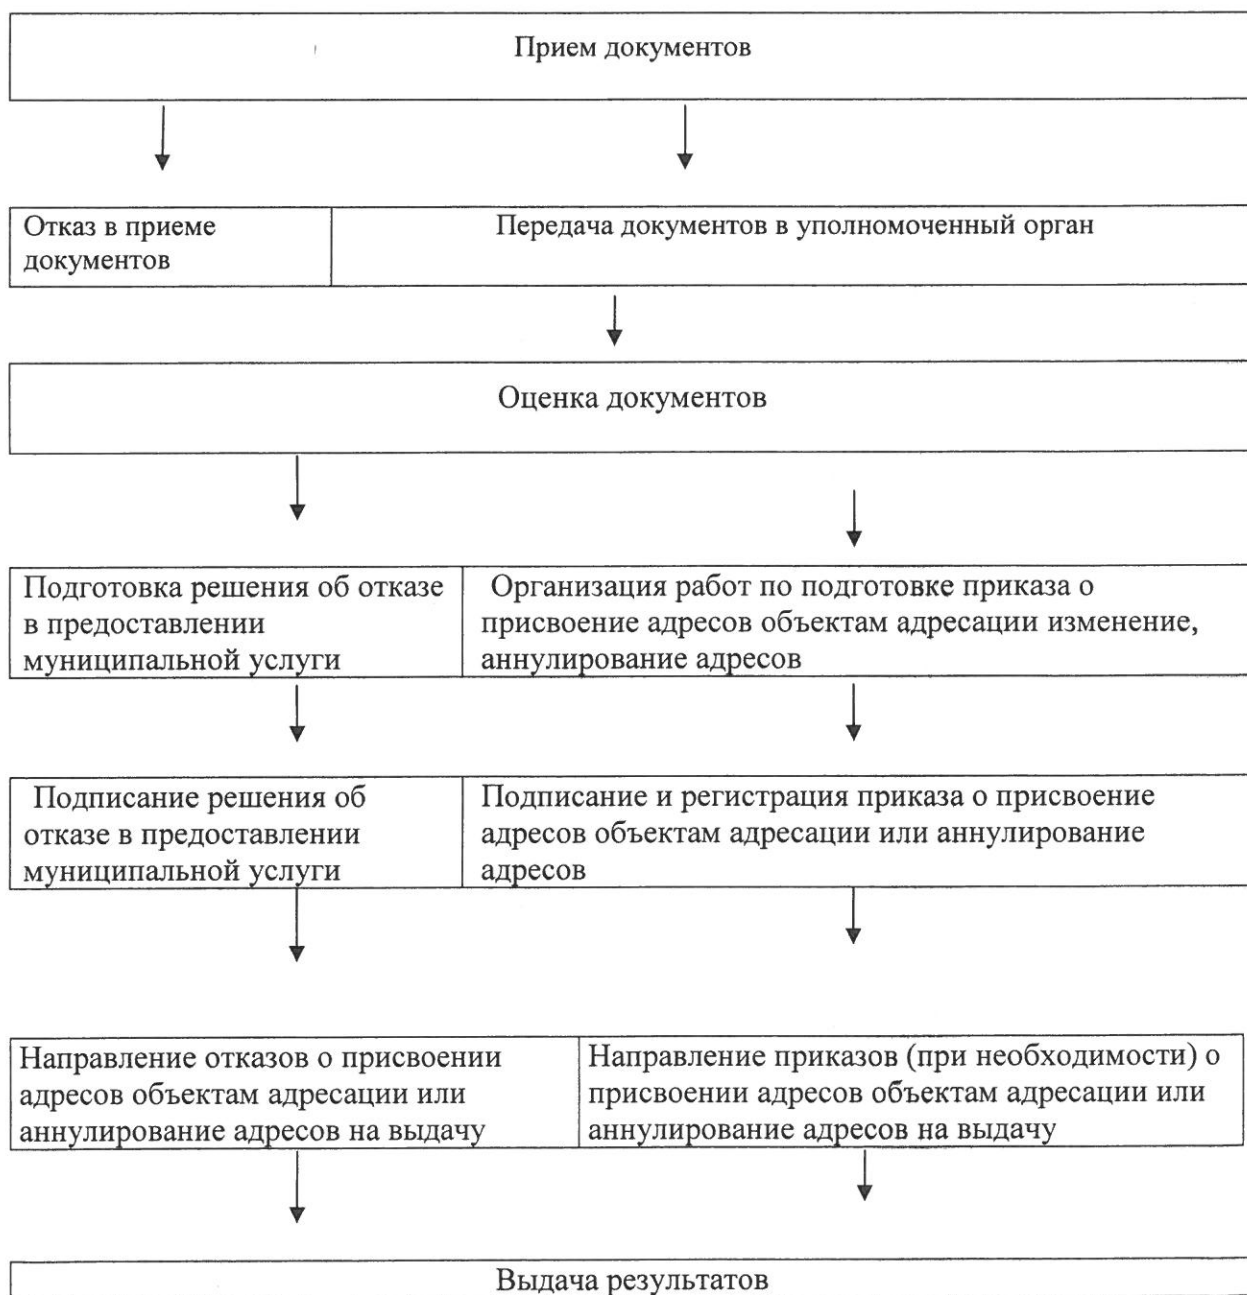 Прием документов
Отказ в приеме
документов
Передача документов в уполномоченный орган
Оценка документов
Подготовка решения об отказе
в предоставлении
муниципальной услуги
Организация работ по подготовке приказа о
присвоение адресов объектам адресации изменение,
аннулирование адресов
Подписание решения об
отказе в предоставлении
муниципальной услуги
Подписание и регистрация приказа о присвоение
адресов объектам адресации или аннулирование
адресов
Направление отказов о присвоении
адресов объектам адресации или
аннулирование адресов на выдачу
Направление приказов (при необходимости) о
присвоении адресов объектам адресации или
аннулирование адресов на выдачу
Выдача результатов